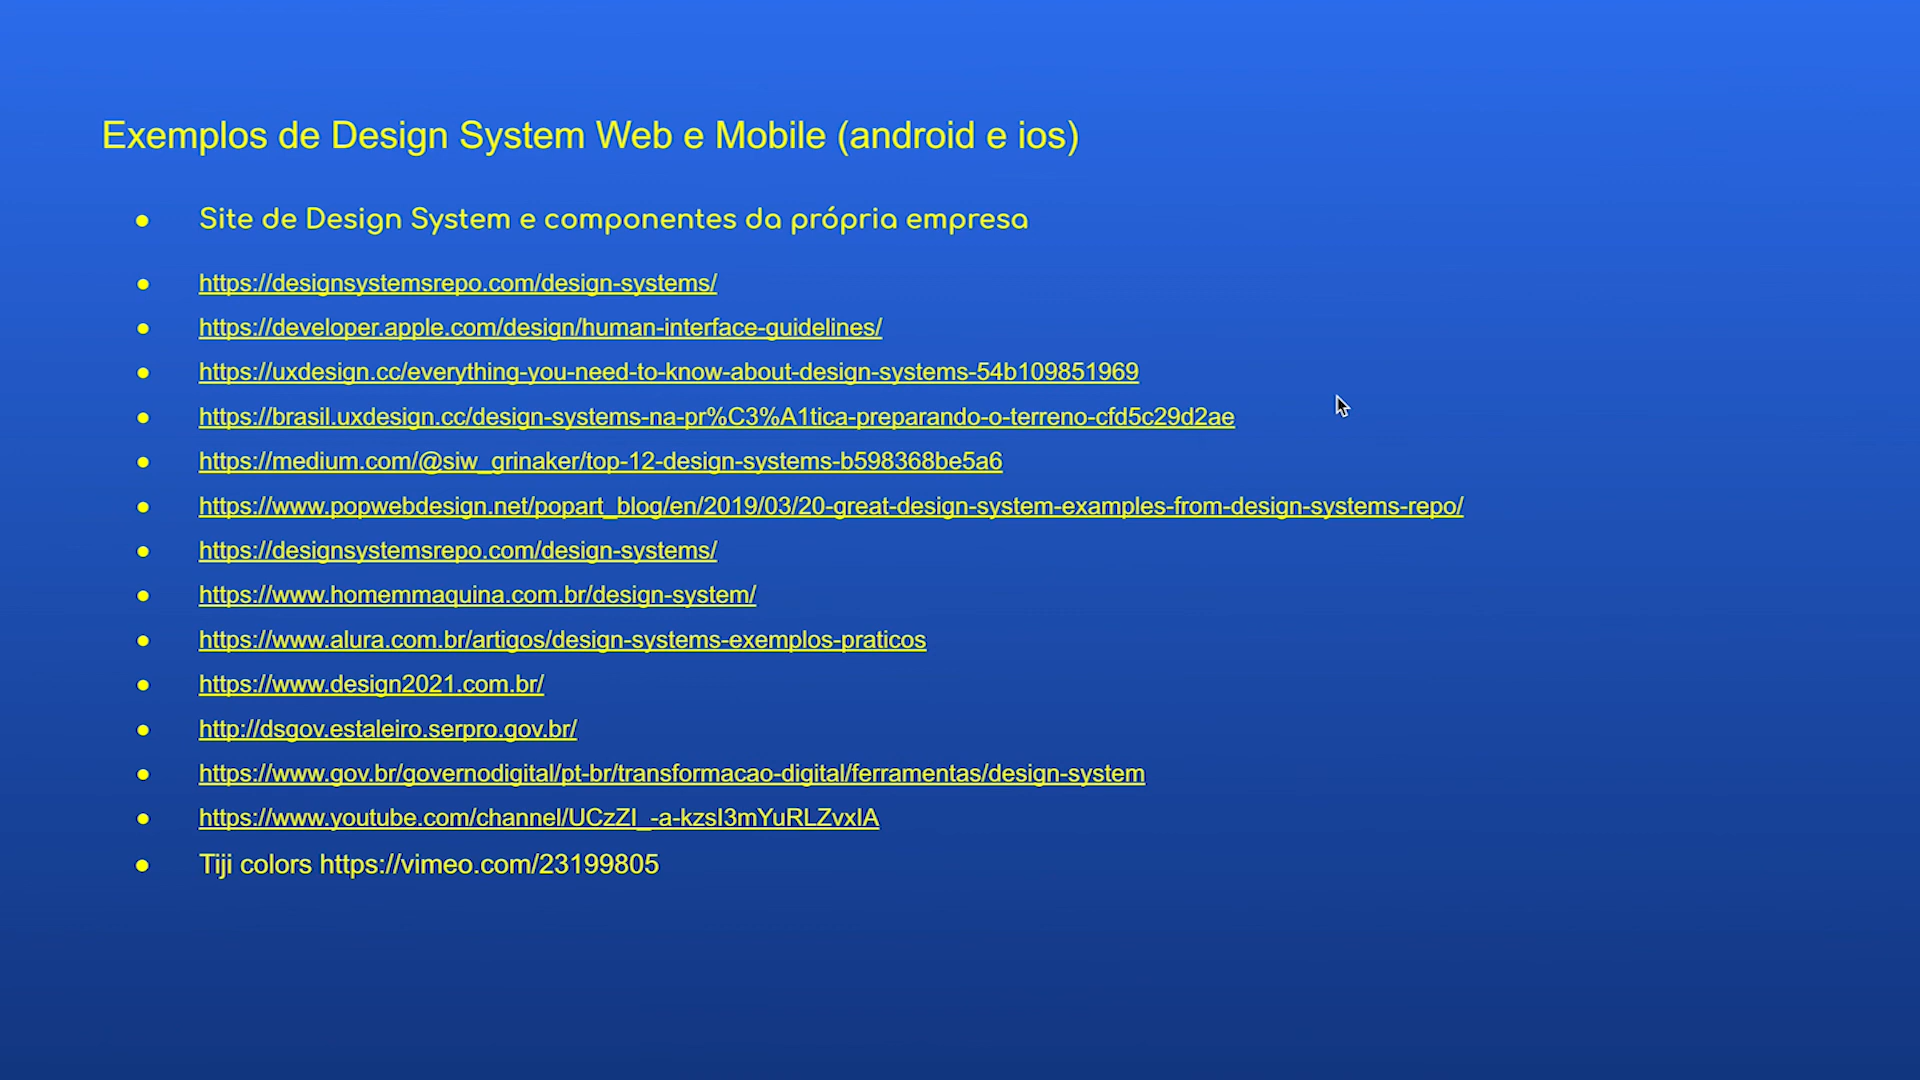 Exemplos de Design System Web e Mobile (android e ios)
● Site de Design System e componentes da própria empresa
● https://designsystemsrepo.com/design-systems/
● https://developer.apple.com/design/human-interface-guidelines/
● https://uxdesign.cc/everything-you-need-to-know-about-design-systems-54b109851969
● https://brasil.uxdesign.cc/design-systems-na-pr%C3%A1tica-preparando-o-terreno-cfd5c29d2ae
● https://medium.com/@siw_grinaker/top-12-design-systems-b598368be5a6
● https://www.popwebdesign.net/popart_blog/en/2019/03/20-great-design-system-examples-from-design-systems-repo/
● https://designsystemsrepo.com/design-systems/
● https://www.homemmaquina.com.br/design-system/
● https://www.alura.com.br/artigos/design-systems-exemplos-praticos
● https://www.design2021.com.br/
● http://dsgov.estaleiro.serpro.gov.br/
● https://www.gov.br/governodigital/pt-br/transformacao-digital/ferramentas/design-system
● https://www.youtube.com/channel/UCzZI_-a-kzsI3mYuRLZvxIA
● Tiji colors https://vimeo.com/23199805